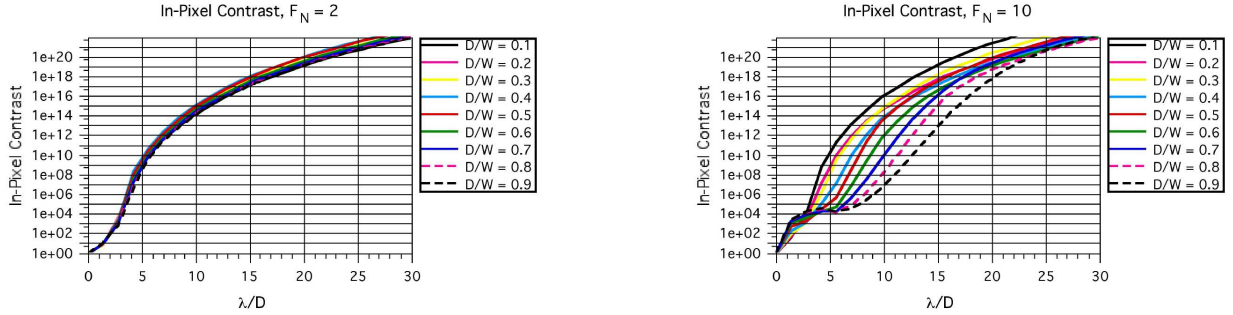 In-Pixel Contrast, F_N = 2
In-Pixel Contrast
1e+20
1e+18
1e+16
1e+14
1e+12
1e+10
1e+08
1e+06
1e+04
1e+02
1e+00
0 5 10 15 20 25 30
λ/D
D/W = 0.1
D/W = 0.2
D/W = 0.3
D/W = 0.4
D/W = 0.5
D/W = 0.6
D/W = 0.7
D/W = 0.8
D/W = 0.9
In-Pixel Contrast, F_N = 10
In-Pixel Contrast
1e+20
1e+18
1e+16
1e+14
1e+12
1e+10
1e+08
1e+06
1e+04
1e+02
1e+00
0 5 10 15 20 25 30
λ/D
D/W = 0.1
D/W = 0.2
D/W = 0.3
D/W = 0.4
D/W = 0.5
D/W = 0.6
D/W = 0.7
D/W = 0.8
D/W = 0.9